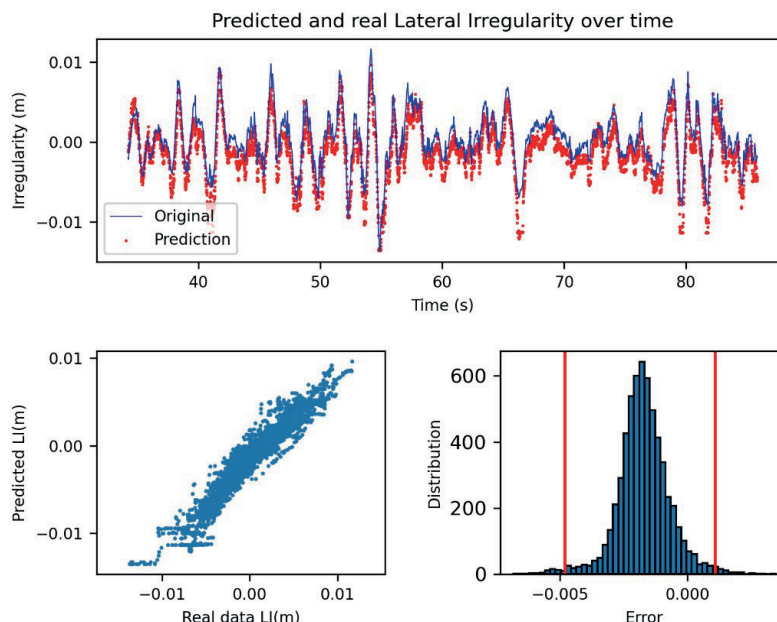 Predicted and real Lateral Irregularity over time
0.01
0.00
−0.01
Irregularity (m)
Original
Prediction
40
50
60
70
80
Time (s)
0.01
0.00
−0.01
Predicted LI(m)
−0.01
0.00
0.01
Real data LI(m)
600
400
200
0
Distribution
−0.005
0.000
Error